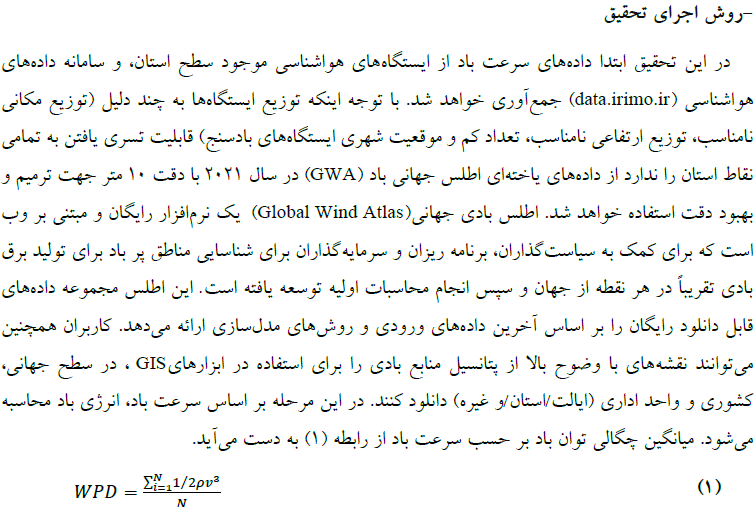 -روش اجرای تحقیق
در این تحقیق ابتدا داده‌های سرعت باد از ایستگاه‌های هواشناسی موجود سطح استان، و سامانه داده‌های
هواشناسی (data.irimo.ir) جمع‌آوری خواهد شد. با توجه اینکه توزیع ایستگاه‌ها به چند دلیل (توزیع مکانی
نامناسب، توزیع ارتفاعی نامناسب، تعداد کم و موقعیت شهری ایستگاه‌های بادسنج) قابلیت تسری یافتن به تمامی
نقاط استان را ندارد از داده‌های یاخته‌ای اطلس جهانی باد (GWA) در سال ۲۰۲۱ با دقت ۱۰ متر جهت ترمیم و
بهبود دقت استفاده خواهد شد. اطلس بادی جهانی(Global Wind Atlas) یک نرم‌افزار رایگان و مبتنی بر وب
است که برای کمک به سیاست‌گذاران، برنامه ریزان و سرمایه‌گذاران برای شناسایی مناطق پر باد برای تولید برق
بادی تقریباً در هر نقطه از جهان و سپس انجام محاسبات اولیه توسعه یافته است. این اطلس مجموعه داده‌های
قابل دانلود رایگان را بر اساس آخرین داده‌های ورودی و روش‌های مدل‌سازی ارائه می‌دهد. کاربران همچنین
می‌توانند نقشه‌های با وضوح بالا از پتانسیل منابع بادی را برای استفاده در ابزارهایGIS ، در سطح جهانی،
کشوری و واحد اداری (ایالت/استان/و غیره) دانلود کنند. در این مرحله بر اساس سرعت باد، انرژی باد محاسبه
می‌شود. میانگین چگالی توان باد بر حسب سرعت باد از رابطه (۱) به دست می‌آید.
(۱) WPD = \frac{\sum_{i=1}^{N} 1/2\rho v^3}{N}